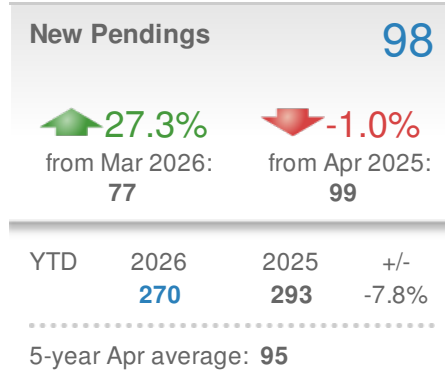 New Pendings 98
27.3% -1.0%
from Mar 2026: from Apr 2025:
77 99
YTD 2026 2025 +/-
270 293 -7.8%
5-year Apr average: 95